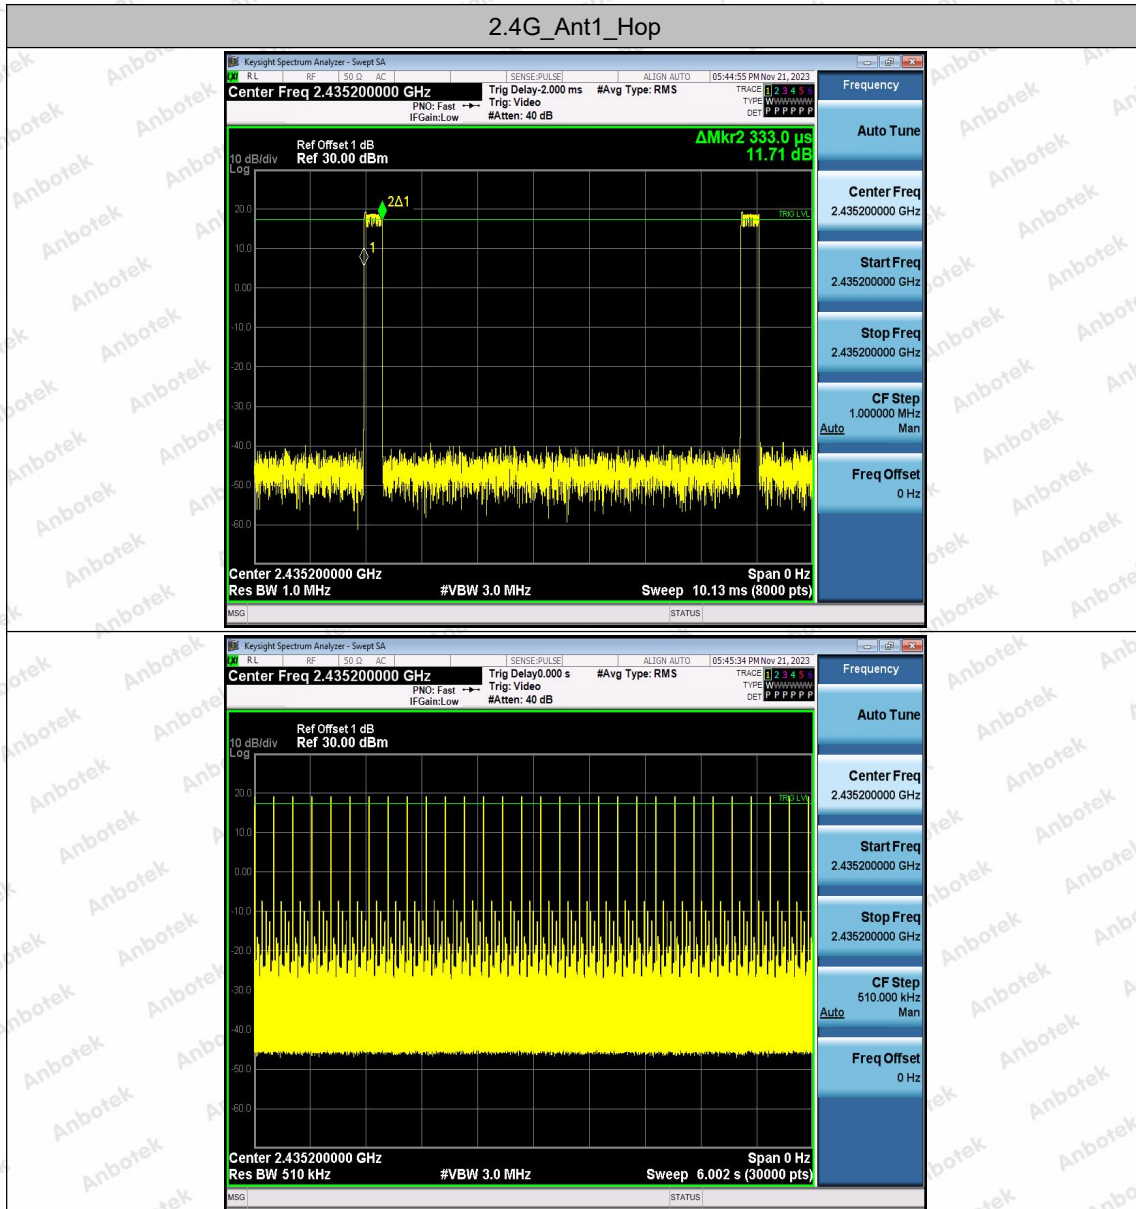 2.4G_Ant1_Hop
Keysight Spectrum Analyzer - Swept SA
RL RF 50 Ω AC SENSE:PULSE ALIGN AUTO 05:44:55 PM Nov 21, 2023
Center Freq 2.435200000 GHz
PNO: Fast
IFGain:Low
Trig Delay-2.000 ms
Trig: Video
#Atten: 40 dB
#Avg Type: RMS
TRACE 1 2 3 4 5 6
TYPE WWWWWW
DET P P P P P P
Ref Offset 1 dB
10 dB/div Ref 30.00 dBm
Log
ΔMkr2 333.0 µs
11.71 dB
20.0
10.0
0.00
-10.0
-20.0
-30.0
-40.0
-50.0
-60.0
2Δ1
1
TRIG LVL
Center 2.435200000 GHz Span 0 Hz
Res BW 1.0 MHz #VBW 3.0 MHz Sweep 10.13 ms (8000 pts)
MSG STATUS
Frequency
Auto Tune
Center Freq
2.435200000 GHz
Start Freq
2.435200000 GHz
Stop Freq
2.435200000 GHz
CF Step
1.000000 MHz
Auto Man
Freq Offset
0 Hz
Keysight Spectrum Analyzer - Swept SA
RL RF 50 Ω AC SENSE:PULSE ALIGN AUTO 05:45:34 PM Nov 21, 2023
Center Freq 2.435200000 GHz
PNO: Fast
IFGain:Low
Trig Delay0.000 s
Trig: Video
#Atten: 40 dB
#Avg Type: RMS
TRACE 1 2 3 4 5 6
TYPE WWWWWW
DET P P P P P P
Ref Offset 1 dB
10 dB/div Ref 30.00 dBm
Log
20.0
10.0
0.00
-10.0
-20.0
-30.0
-40.0
-50.0
-60.0
TRIG LVL
Center 2.435200000 GHz Span 0 Hz
Res BW 510 kHz #VBW 3.0 MHz Sweep 6.002 s (30000 pts)
MSG STATUS
Frequency
Auto Tune
Center Freq
2.435200000 GHz
Start Freq
2.435200000 GHz
Stop Freq
2.435200000 GHz
CF Step
510.000 kHz
Auto Man
Freq Offset
0 Hz
Anbotek